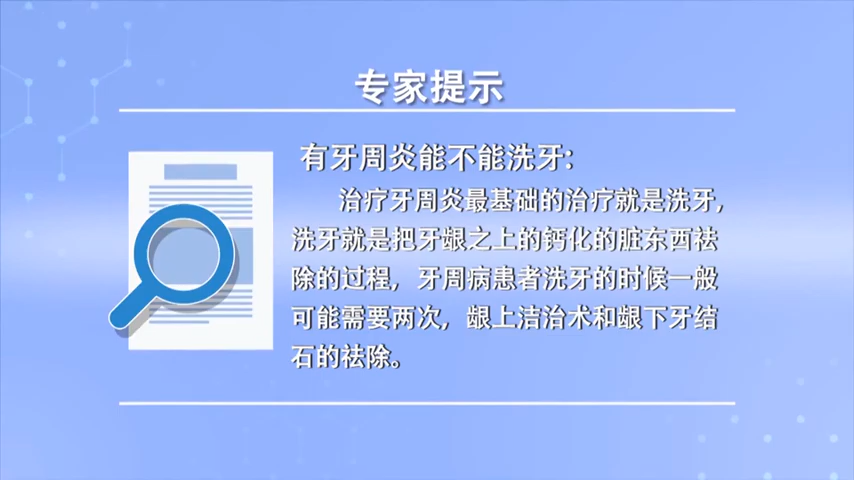 专家提示
有牙周炎能不能洗牙:
治疗牙周炎最基础的治疗就是洗牙,
洗牙就是把牙龈之上的钙化的脏东西祛
除的过程，牙周病患者洗牙的时候一般
可能需要两次，龈上洁治术和龈下牙结
石的祛除。